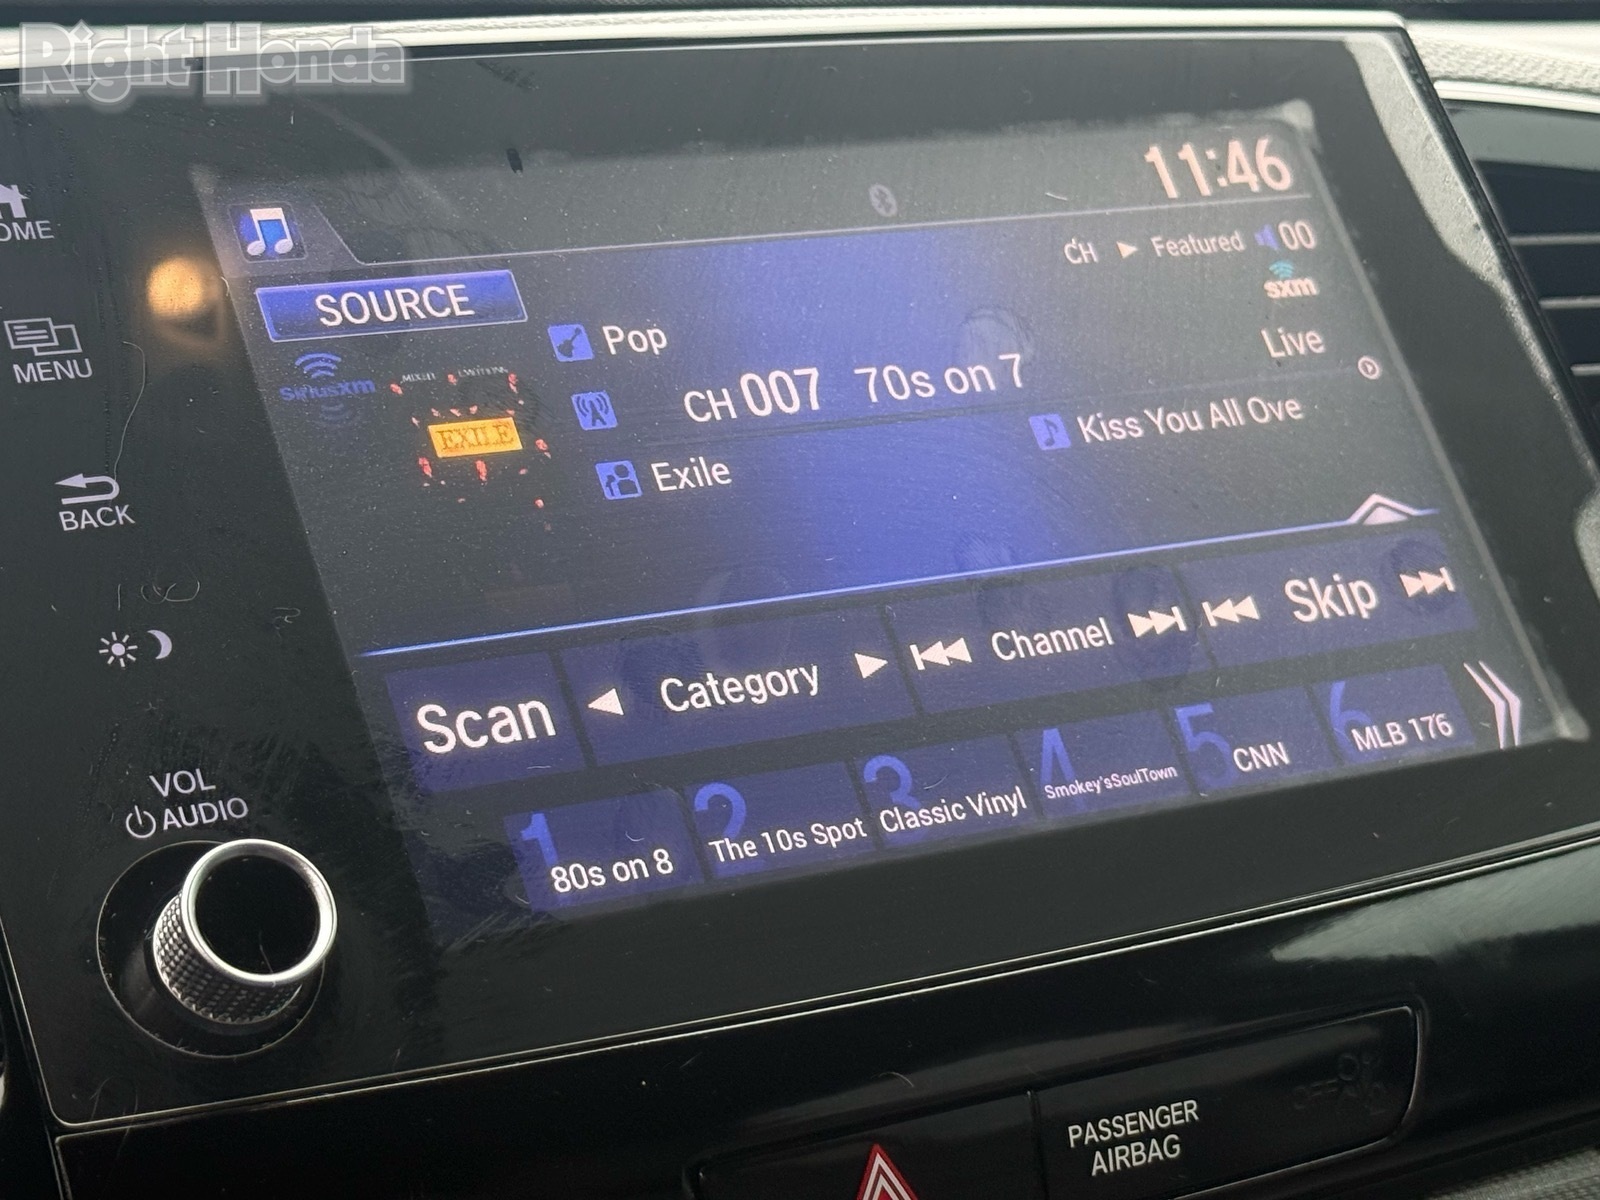 Right Honda
11:46
CH ▶ Featured 00
sxm
SOURCE
SiriusXm
Pop
Live
CH 007 70s on 7
EXILE
Exile
Kiss You All Ove
HOME
MENU
BACK
Scan
Category
Channel
Skip
VOL
AUDIO
1 80s on 8
2 The 10s Spot
3 Classic Vinyl
4 Smokey'sSoulTown
5 CNN
6 MLB 176
PASSENGER
AIRBAG